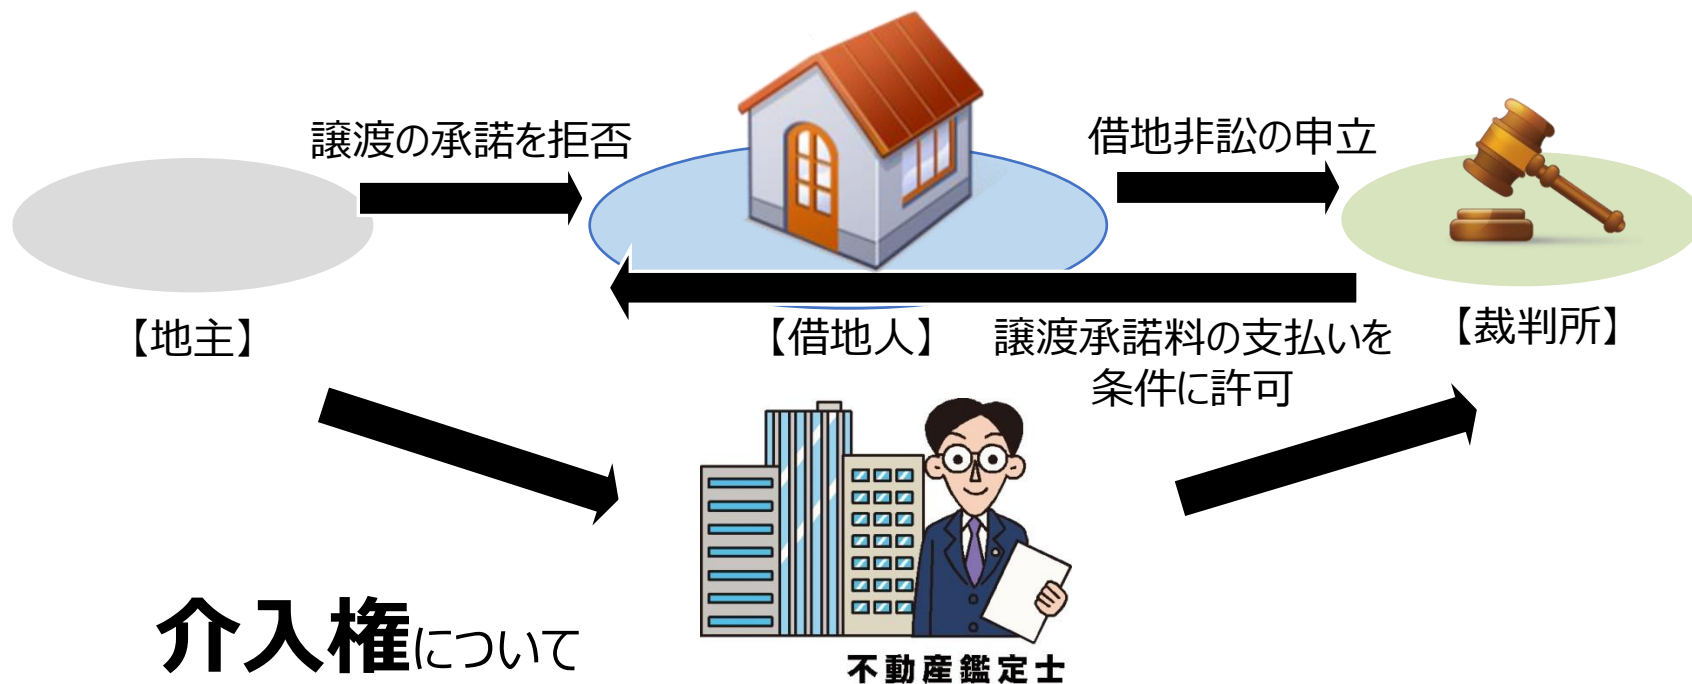 譲渡の承諾を拒否
借地非訟の申立
【地主】
【借地人】
【裁判所】
譲渡承諾料の支払いを
条件に許可
介入権について
不動産鑑定士